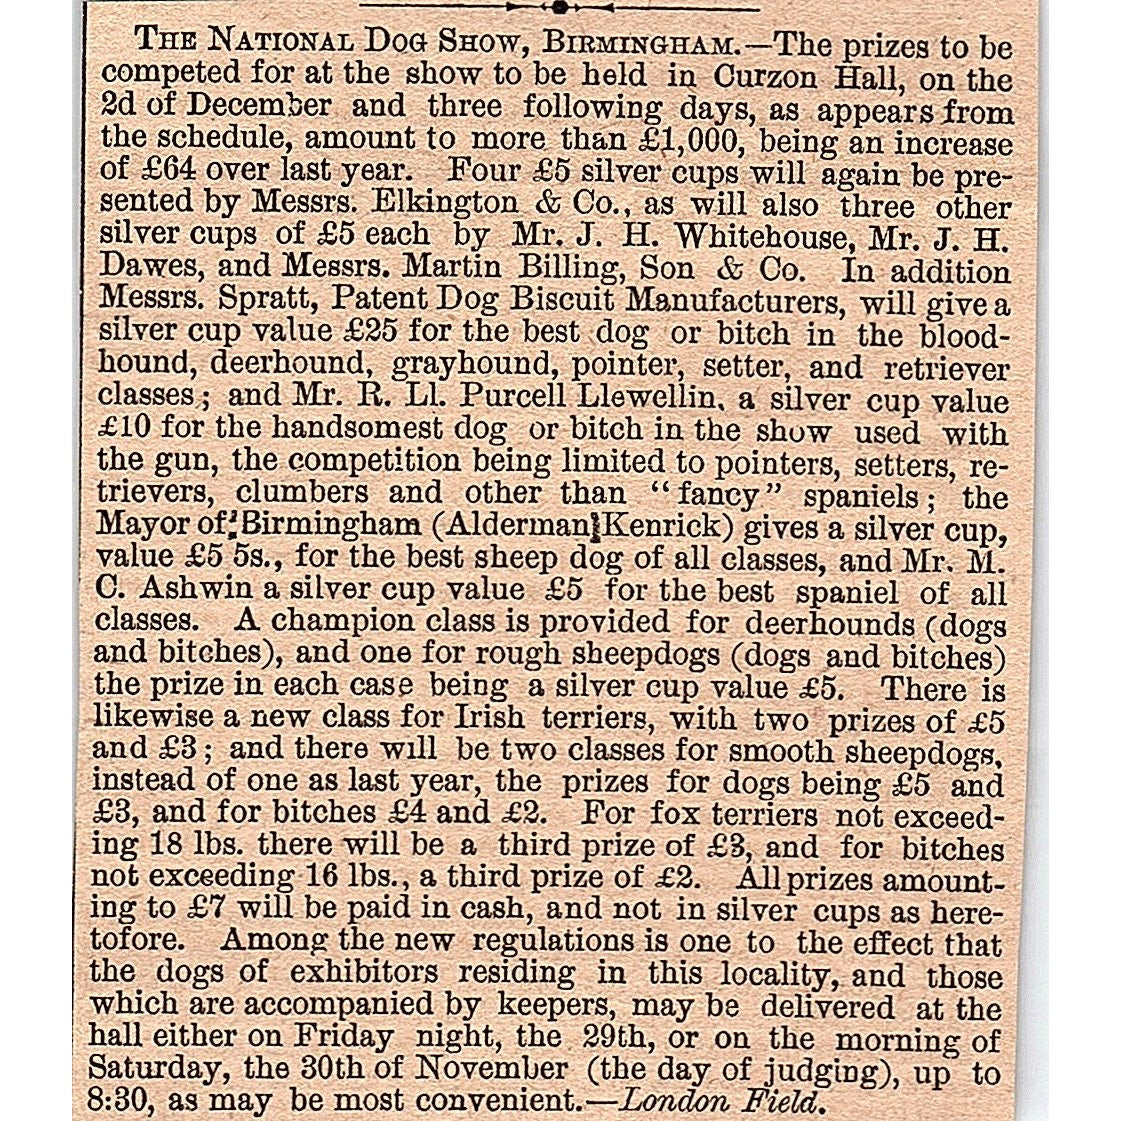 The National Dog Show, Birmingham.—The prizes to be
competed for at the show to be held in Curzon Hall, on the
2d of December and three following days, as appears from
the schedule, amount to more than £1,000, being an increase
of £64 over last year. Four £5 silver cups will again be pre-
sented by Messrs. Elkington & Co., as will also three other
silver cups of £5 each by Mr. J. H. Whitehouse, Mr. J. H.
Dawes, and Messrs. Martin Billing, Son & Co. In addition
Messrs. Spratt, Patent Dog Biscuit Manufacturers, will give a
silver cup value £25 for the best dog or bitch in the blood-
hound, deerhound, grayhound, pointer, setter, and retriever
classes; and Mr. R. Ll. Purcell Llewellin, a silver cup value
£10 for the handsomest dog or bitch in the show used with
the gun, the competition being limited to pointers, setters, re-
trievers, clumbers and other than "fancy" spaniels; the
Mayor of Birmingham (Alderman Kenrick) gives a silver cup,
value £5 5s., for the best sheep dog of all classes, and Mr. M.
C. Ashwin a silver cup value £5 for the best spaniel of all
classes. A champion class is provided for deerhounds (dogs
and bitches), and one for rough sheepdogs (dogs and bitches)
the prize in each case being a silver cup value £5. There is
likewise a new class for Irish terriers, with two prizes of £5
and £3; and there will be two classes for smooth sheepdogs,
instead of one as last year, the prizes for dogs being £5 and
£3, and for bitches £4 and £2. For fox terriers not exceed-
ing 18 lbs. there will be a third prize of £3, and for bitches
not exceeding 16 lbs., a third prize of £2. All prizes amount-
ing to £7 will be paid in cash, and not in silver cups as here-
tofore. Among the new regulations is one to the effect that
the dogs of exhibitors residing in this locality, and those
which are accompanied by keepers, may be delivered at the
hall either on Friday night, the 29th, or on the morning of
Saturday, the 30th of November (the day of judging), up to
8:30, as may be most convenient.—London Field.